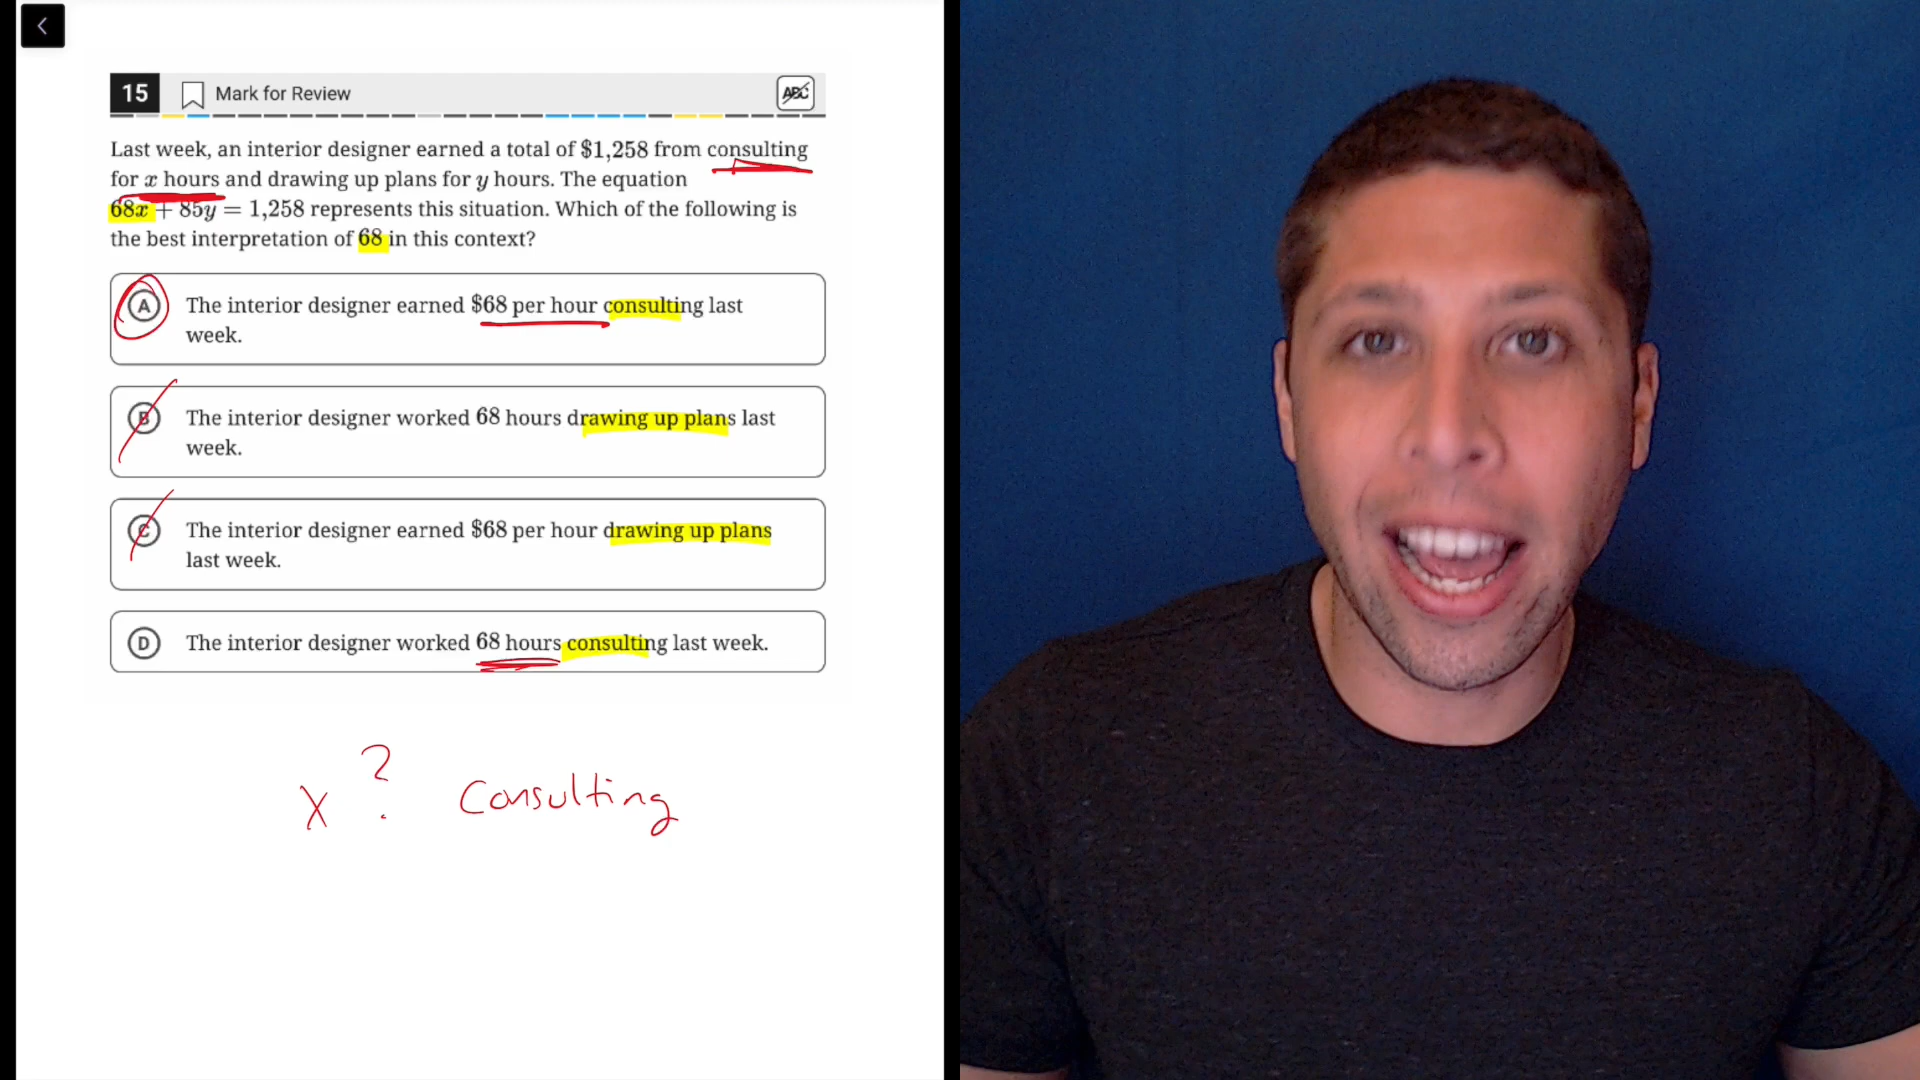 15 Mark for Review ABC
Last week, an interior designer earned a total of $1,258 from consulting
for x hours and drawing up plans for y hours. The equation
68x + 85y = 1,258 represents this situation. Which of the following is
the best interpretation of 68 in this context?
A The interior designer earned $68 per hour consulting last
week.
B The interior designer worked 68 hours drawing up plans last
week.
C The interior designer earned $68 per hour drawing up plans
last week.
D The interior designer worked 68 hours consulting last week.
x ? Consulting